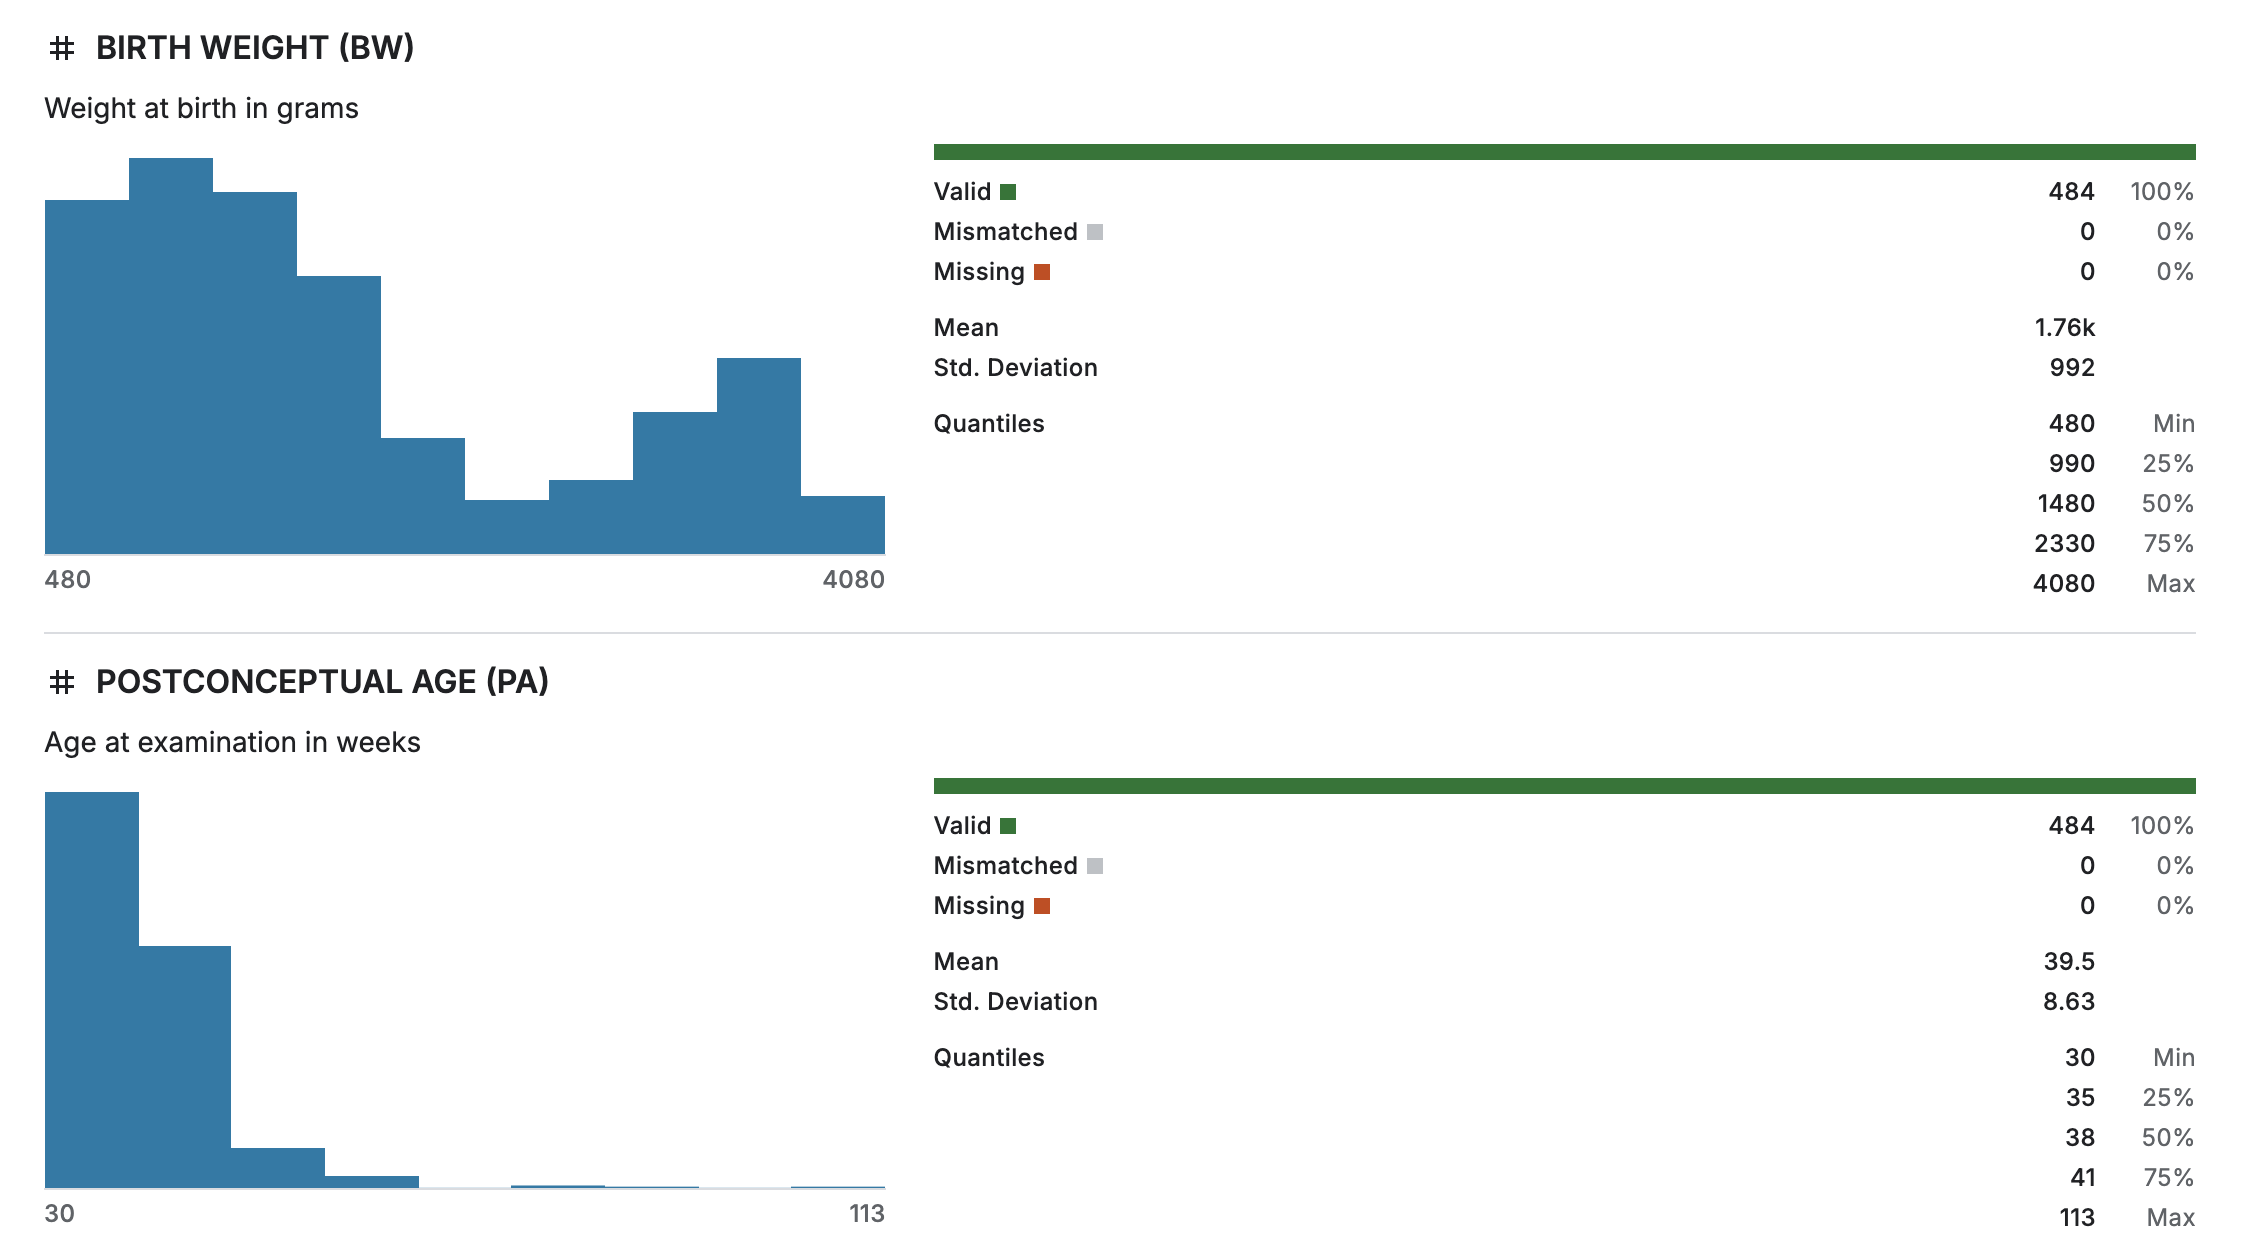 # BIRTH WEIGHT (BW)
Weight at birth in grams
480 4080
Valid 484 100%
Mismatched 0 0%
Missing 0 0%
Mean 1.76k
Std. Deviation 992
Quantiles 480 Min
990 25%
1480 50%
2330 75%
4080 Max
# POSTCONCEPTUAL AGE (PA)
Age at examination in weeks
30 113
Valid 484 100%
Mismatched 0 0%
Missing 0 0%
Mean 39.5
Std. Deviation 8.63
Quantiles 30 Min
35 25%
38 50%
41 75%
113 Max